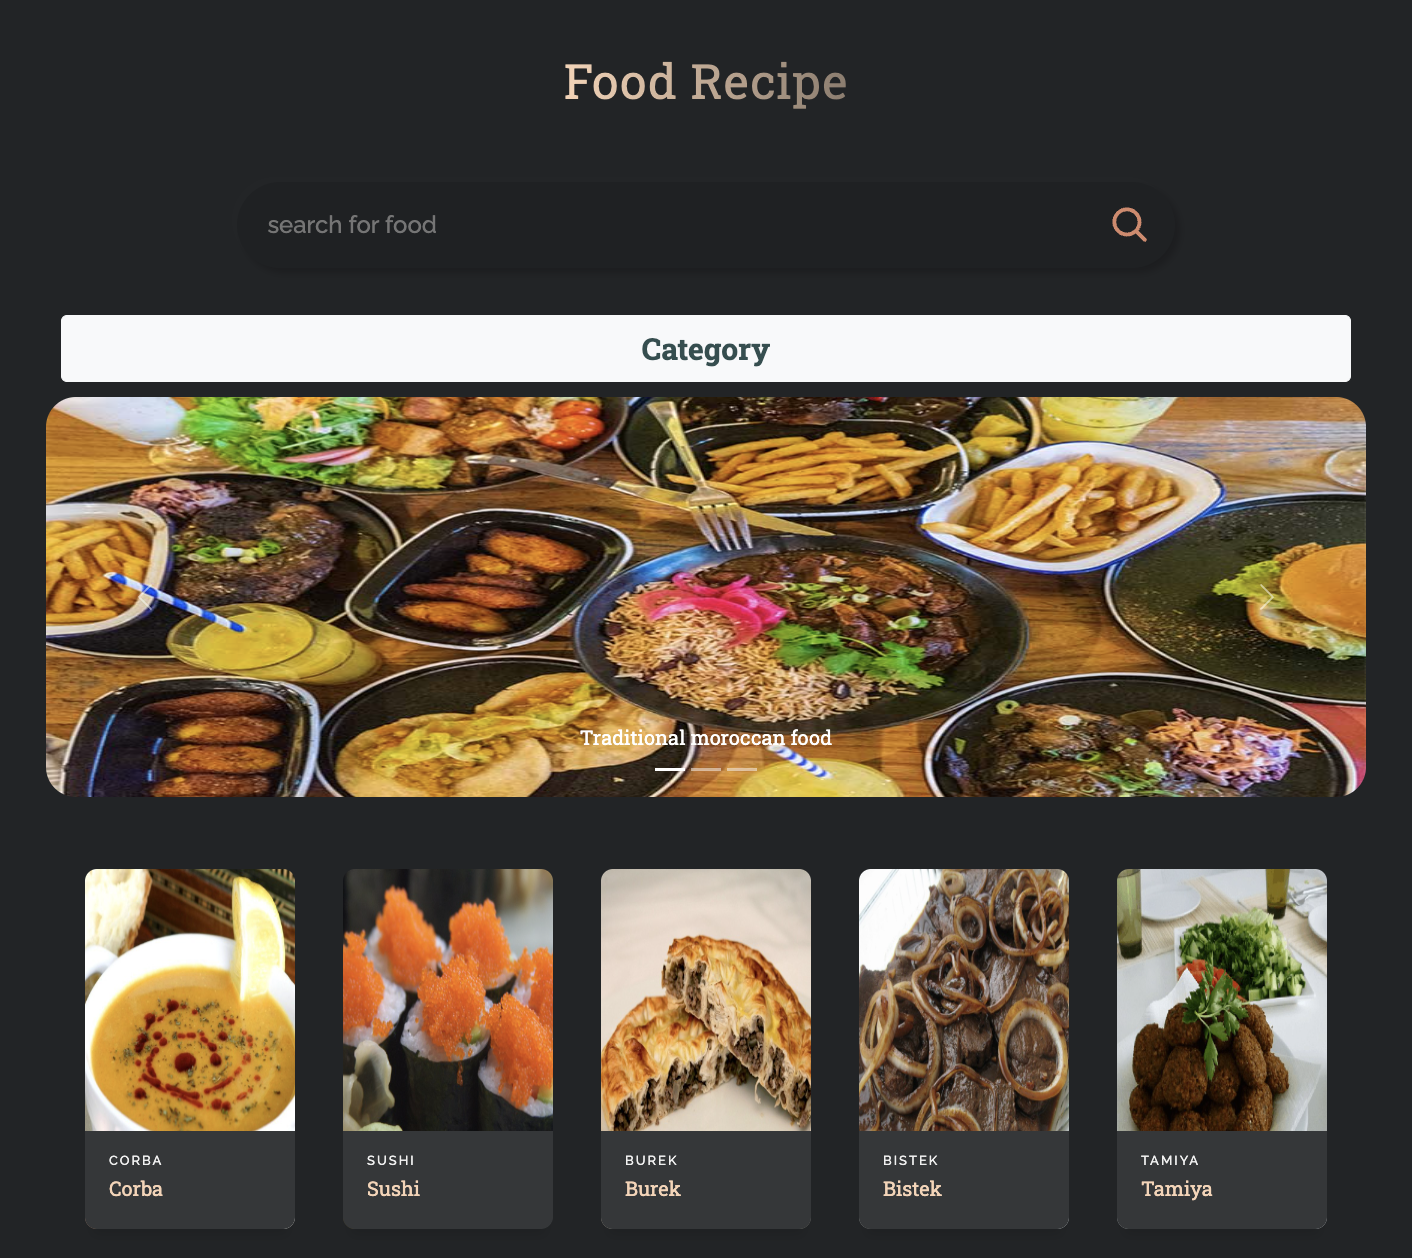 Food Recipe
search for food
Category
Traditional moroccan food
CORBA
Corba
SUSHI
Sushi
BUREK
Burek
BISTEK
Bistek
TAMIYA
Tamiya